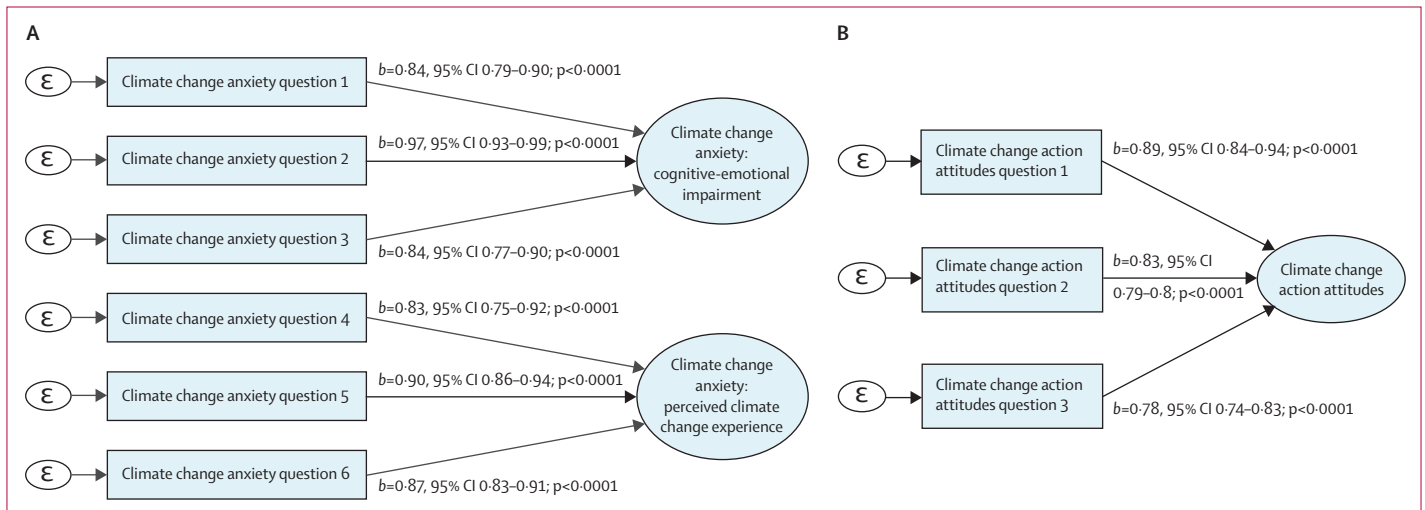 A
ε
Climate change anxiety question 1
b=0·84, 95% CI 0·79–0·90; p<0·0001
ε
Climate change anxiety question 2
b=0·97, 95% CI 0·93–0·99; p<0·0001
ε
Climate change anxiety question 3
b=0·84, 95% CI 0·77–0·90; p<0·0001
Climate change
anxiety:
cognitive-emotional
impairment
ε
Climate change anxiety question 4
b=0·83, 95% CI 0·75–0·92; p<0·0001
ε
Climate change anxiety question 5
b=0·90, 95% CI 0·86–0·94; p<0·0001
ε
Climate change anxiety question 6
b=0·87, 95% CI 0·83–0·91; p<0·0001
Climate change
anxiety:
perceived climate
change experience
B
ε
Climate change action
attitudes question 1
b=0·89, 95% CI 0·84–0·94; p<0·0001
ε
Climate change action
attitudes question 2
b=0·83, 95% CI
0·79–0·8; p<0·0001
ε
Climate change action
attitudes question 3
b=0·78, 95% CI 0·74–0·83; p<0·0001
Climate change
action attitudes